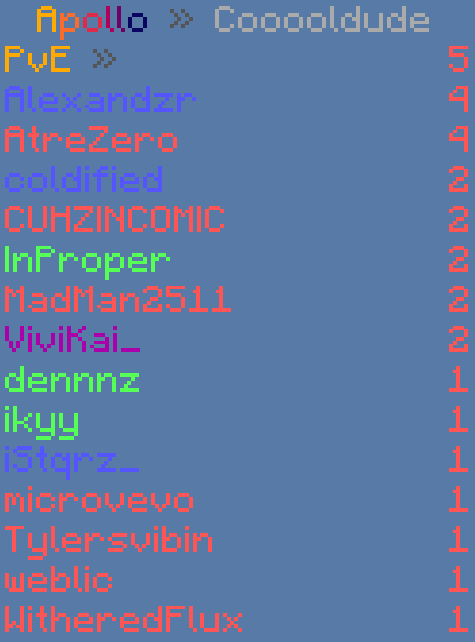 Apollo » Cooooldude
PvE » 5
Alexandzr 4
AtreZero 4
coldified 2
CUHZINCOMIC 2
InProper 2
MadMan2511 2
ViviKai_ 2
dennnz 1
ikyy 1
iStqrz_ 1
microvevo 1
Tylersvibin 1
weblic 1
WitheredFlux 1